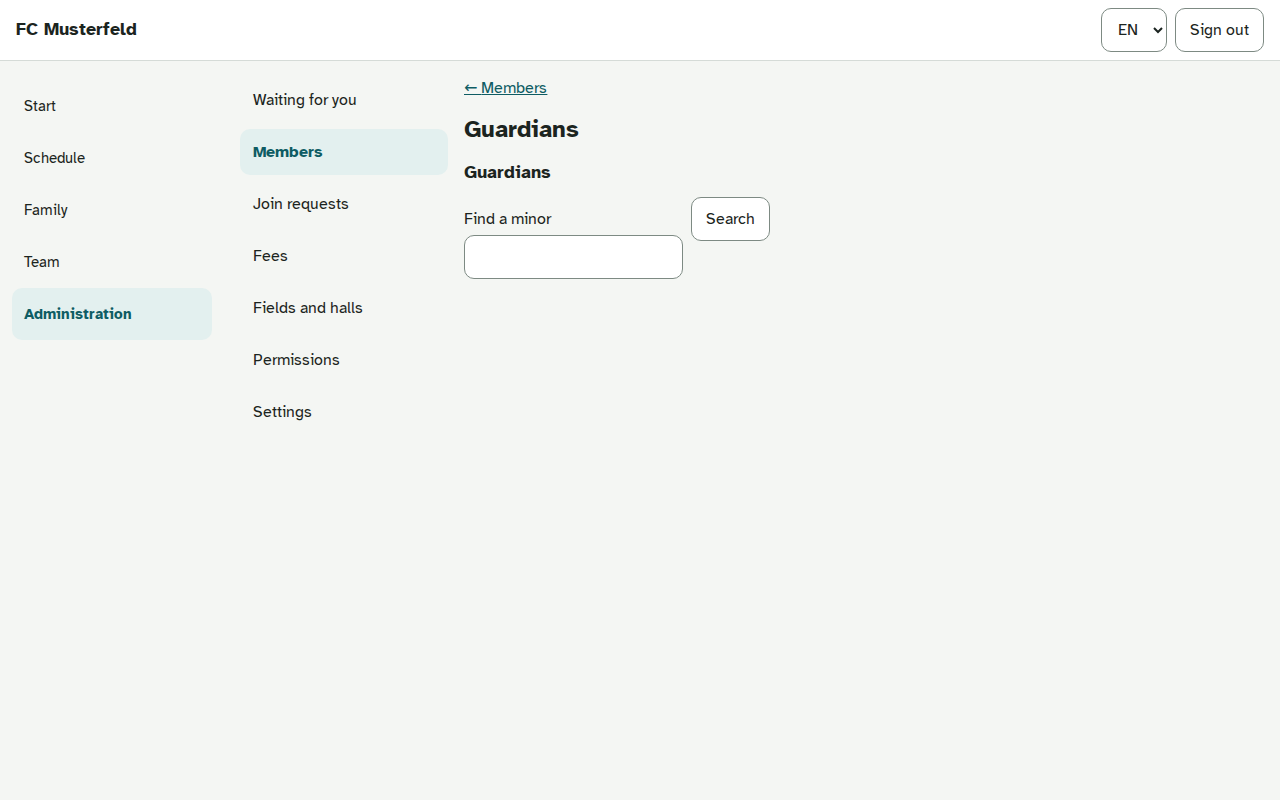 FC Musterfeld
EN
Sign out
Start
Schedule
Family
Team
Administration
Waiting for you
Members
Join requests
Fees
Fields and halls
Permissions
Settings
← Members
Guardians
Guardians
Find a minor
Search